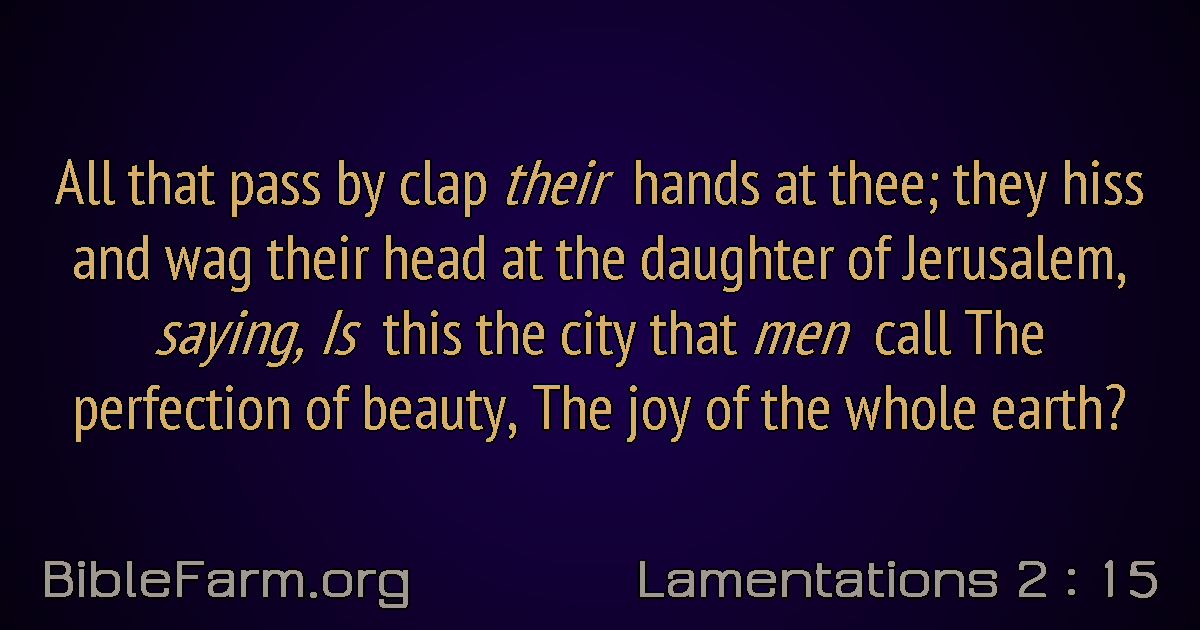 All that pass by clap their hands at thee; they hiss
and wag their head at the daughter of Jerusalem,
saying, Is this the city that men call The
perfection of beauty, The joy of the whole earth?
BibleFarm.org
Lamentations 2 : 15